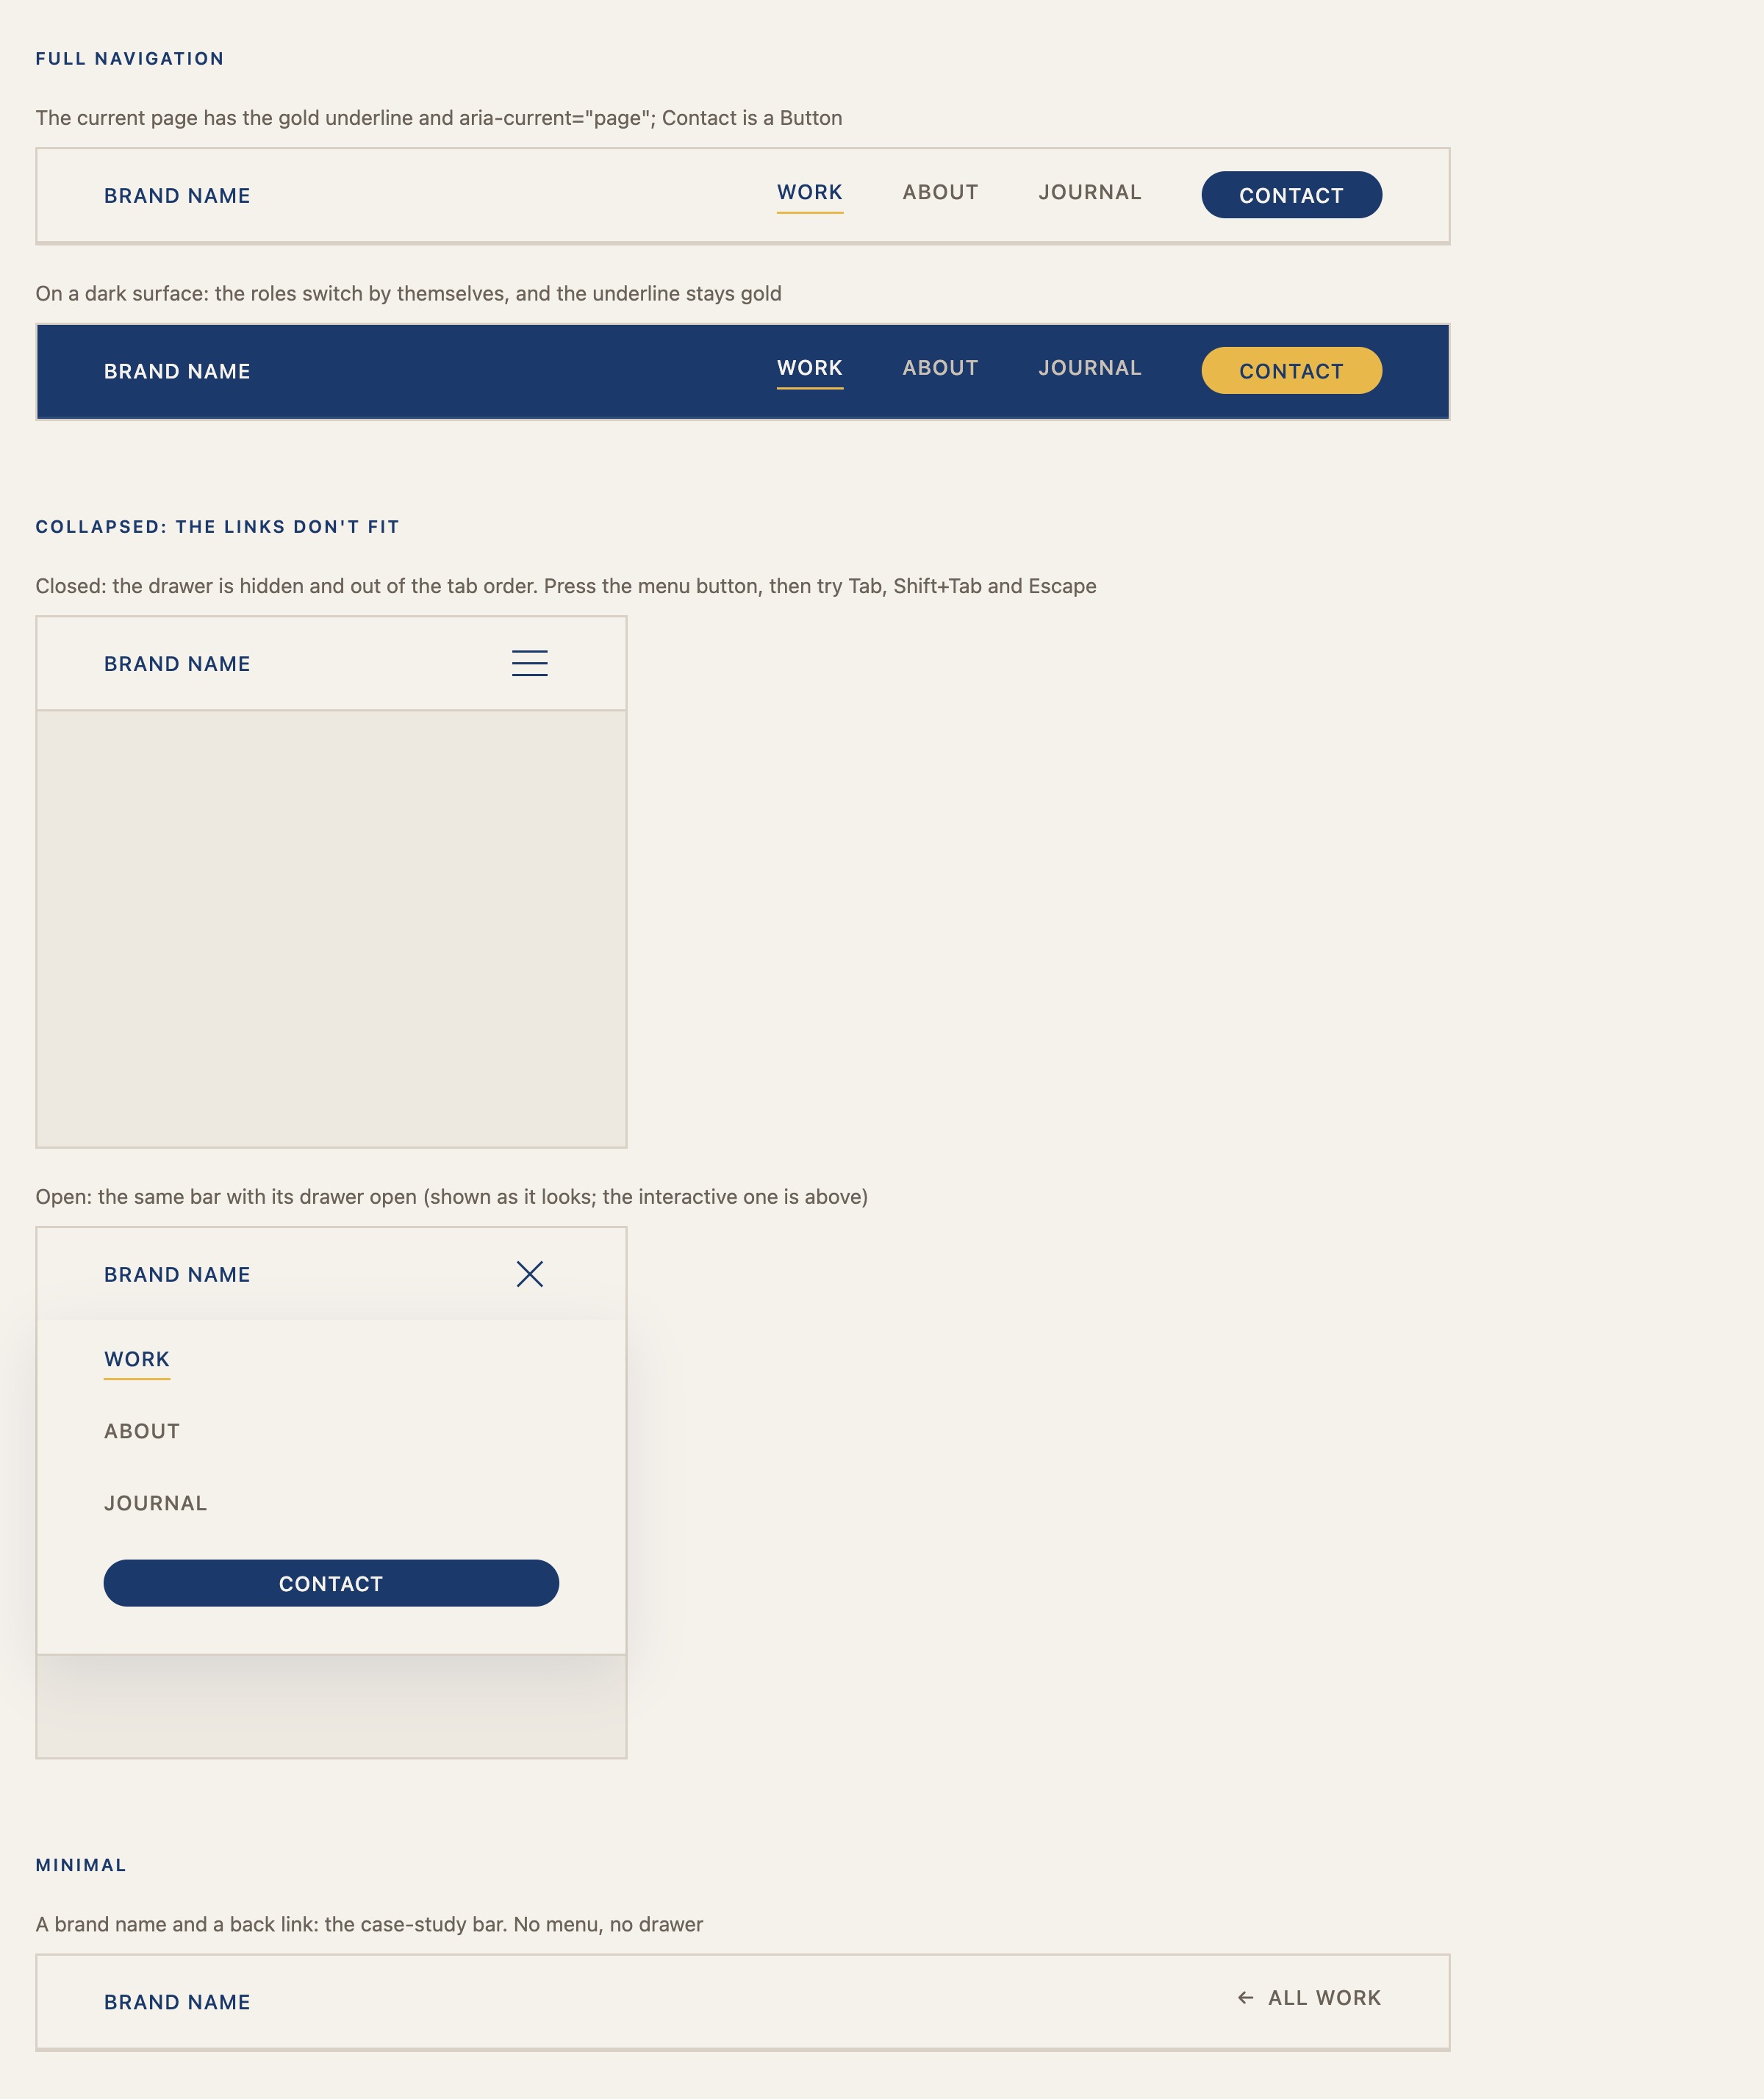 FULL NAVIGATION
The current page has the gold underline and aria-current="page"; Contact is a Button
BRAND NAME WORK ABOUT JOURNAL CONTACT
On a dark surface: the roles switch by themselves, and the underline stays gold
BRAND NAME WORK ABOUT JOURNAL CONTACT
COLLAPSED: THE LINKS DON'T FIT
Closed: the drawer is hidden and out of the tab order. Press the menu button, then try Tab, Shift+Tab and Escape
BRAND NAME
Open: the same bar with its drawer open (shown as it looks; the interactive one is above)
BRAND NAME
WORK
ABOUT
JOURNAL
CONTACT
MINIMAL
A brand name and a back link: the case-study bar. No menu, no drawer
BRAND NAME ← ALL WORK